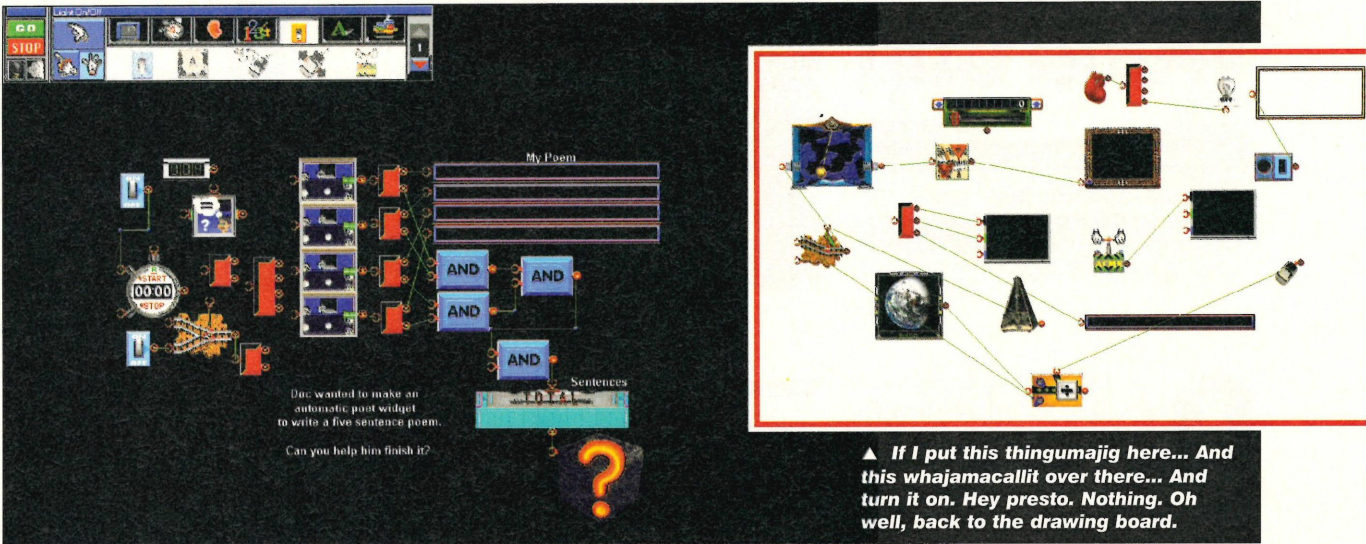 Light On/Off
GO
STOP
My Poem
START
00:00
STOP
AND
AND
AND
AND
Sentences
TOTAL
Doc wanted to make an
automatic poet widget
to write a five sentence poem.
Can you help him finish it?
?
▲ If I put this thingumajig here... And
this whajamacallit over there... And
turn it on. Hey presto. Nothing. Oh
well, back to the drawing board.